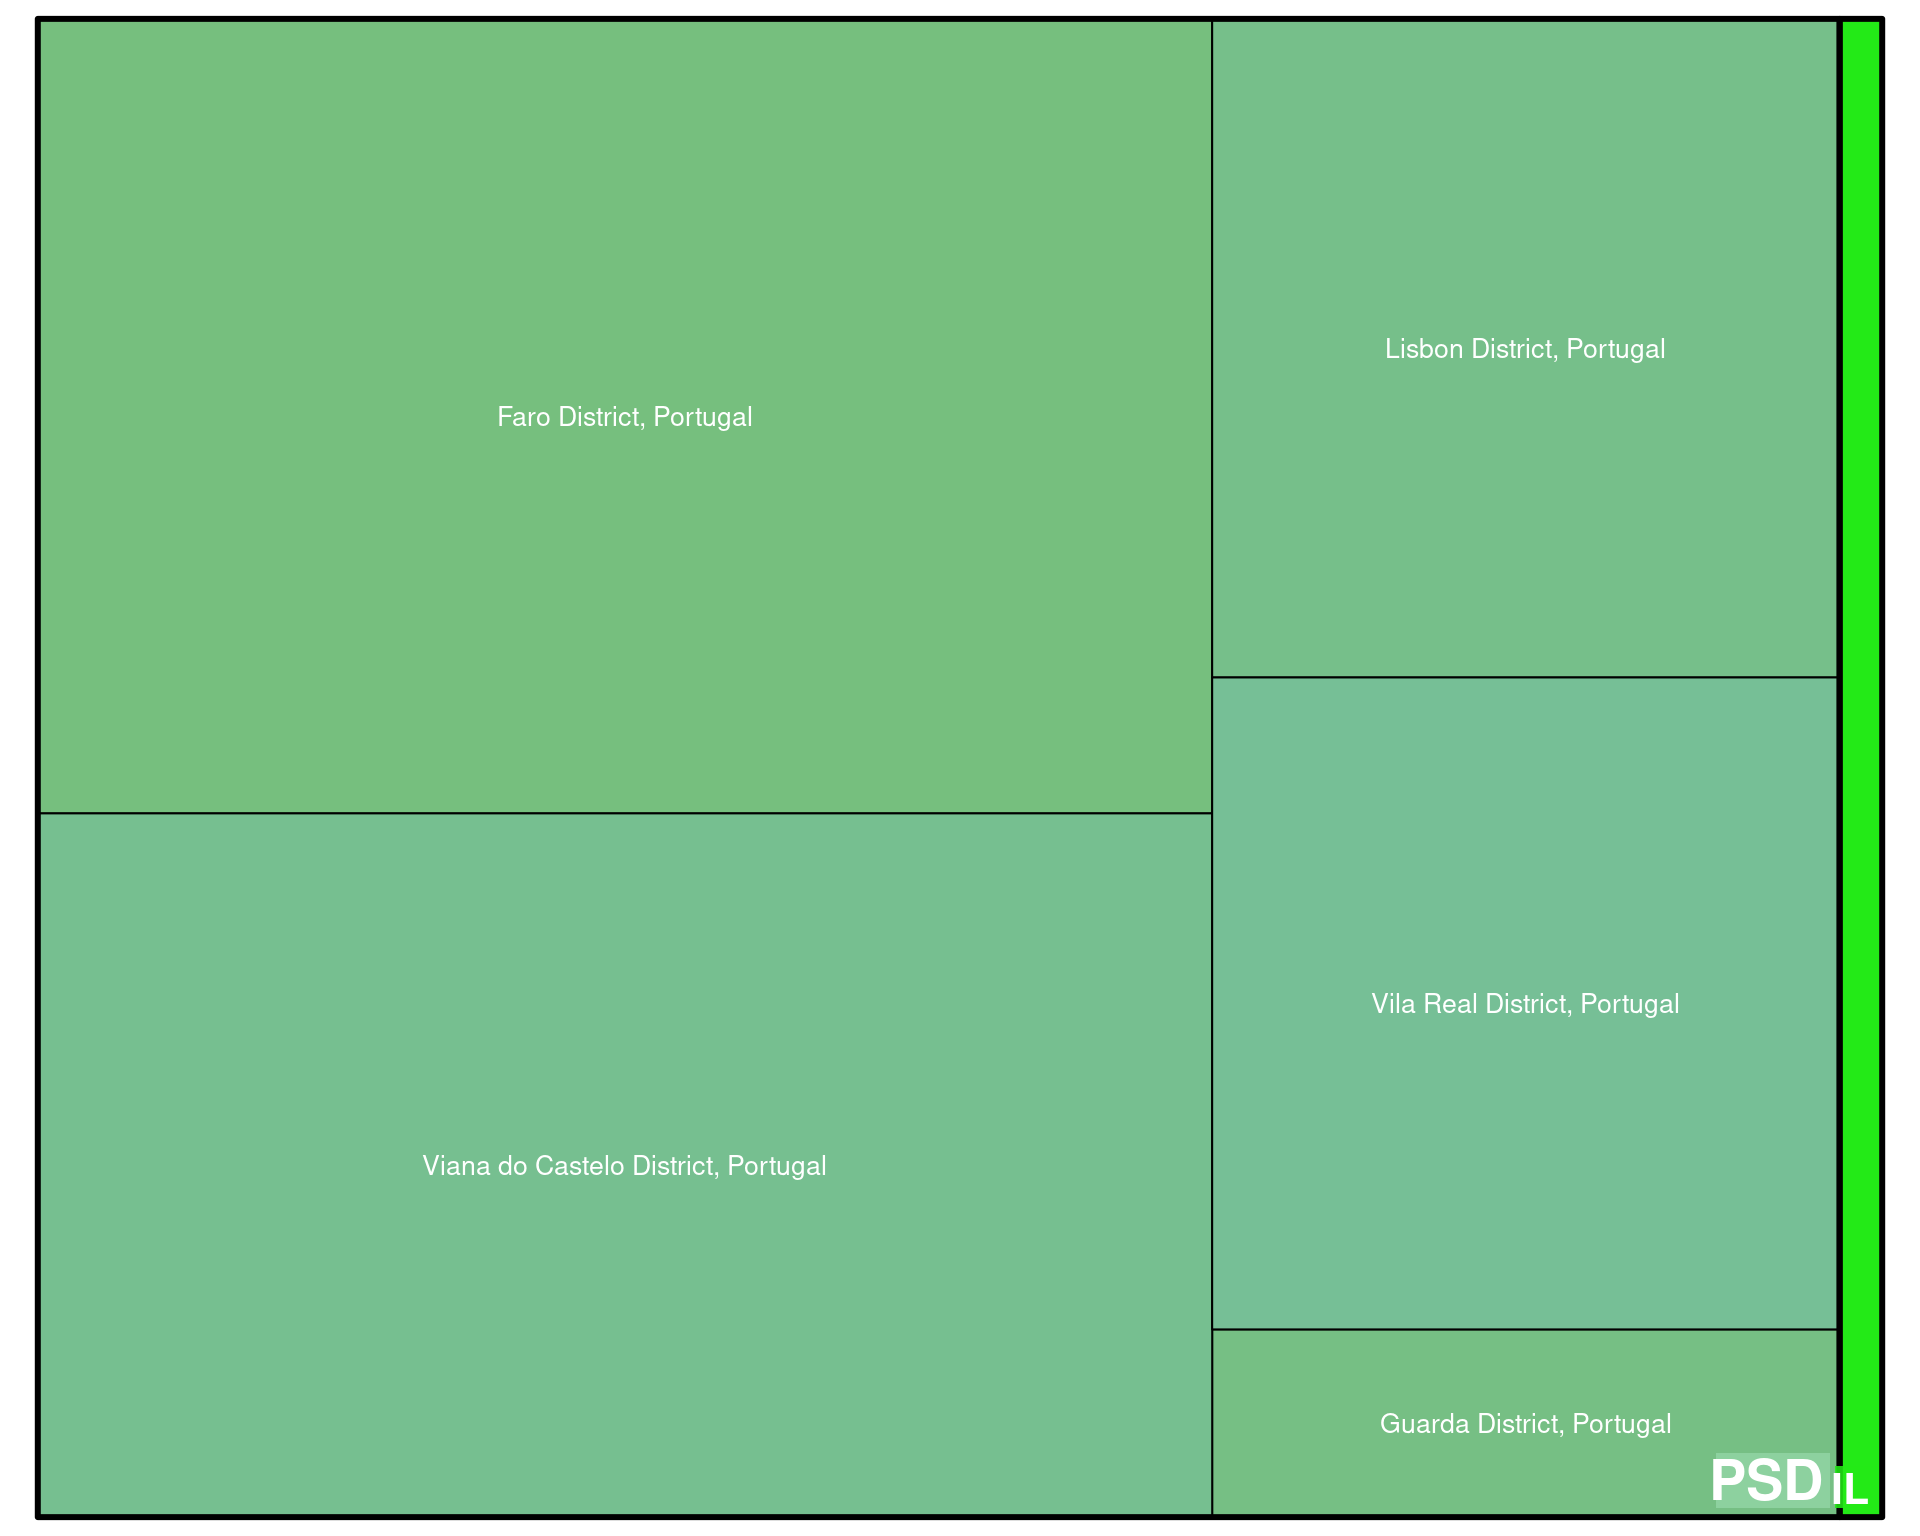 Faro District, Portugal
Lisbon District, Portugal
Vila Real District, Portugal
Viana do Castelo District, Portugal
Guarda District, Portugal
PSD
IL